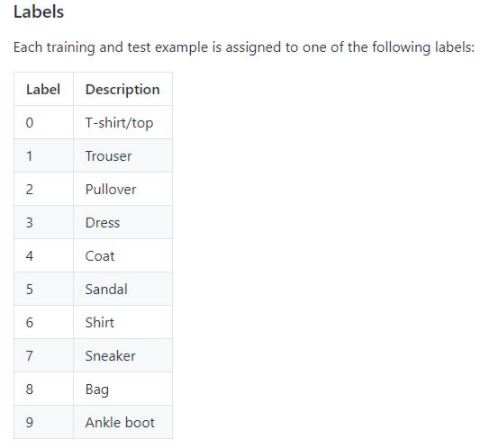 Labels
Each training and test example is assigned to one of the following labels:
Label Description
0 T-shirt/top
1 Trouser
2 Pullover
3 Dress
4 Coat
5 Sandal
6 Shirt
7 Sneaker
8 Bag
9 Ankle boot